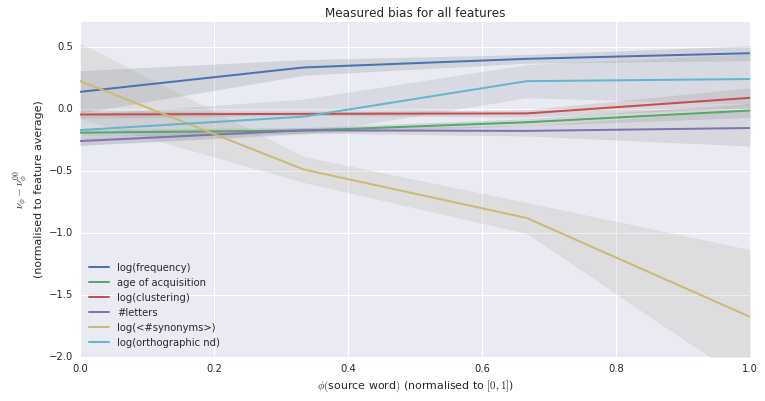 Measured bias for all features
0.5
0.0
−0.5
−1.0
−1.5
−2.0
ν_ϕ − ν_ϕ^00
(normalised to feature average)
log(frequency)
age of acquisition
log(clustering)
#letters
log(<#synonyms>)
log(orthographic nd)
0.0 0.2 0.4 0.6 0.8 1.0
ϕ(source word) (normalised to [0, 1])